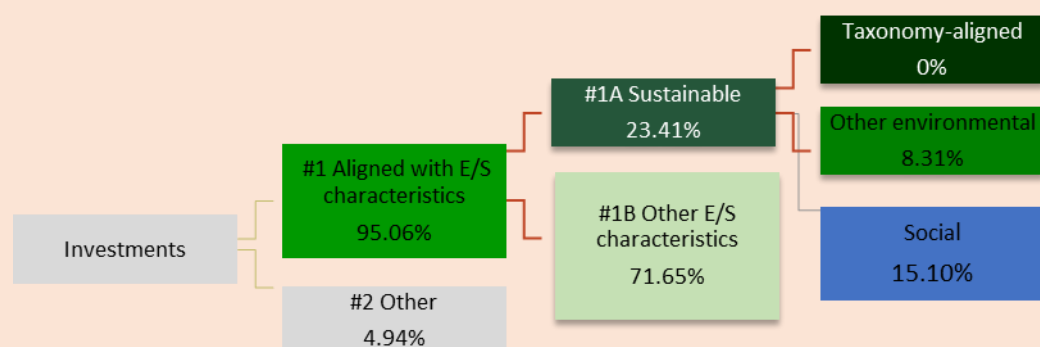 Investments
#1 Aligned with E/S
characteristics
95.06%
#2 Other
4.94%
#1A Sustainable
23.41%
#1B Other E/S
characteristics
71.65%
Taxonomy-aligned
0%
Other environmental
8.31%
Social
15.10%